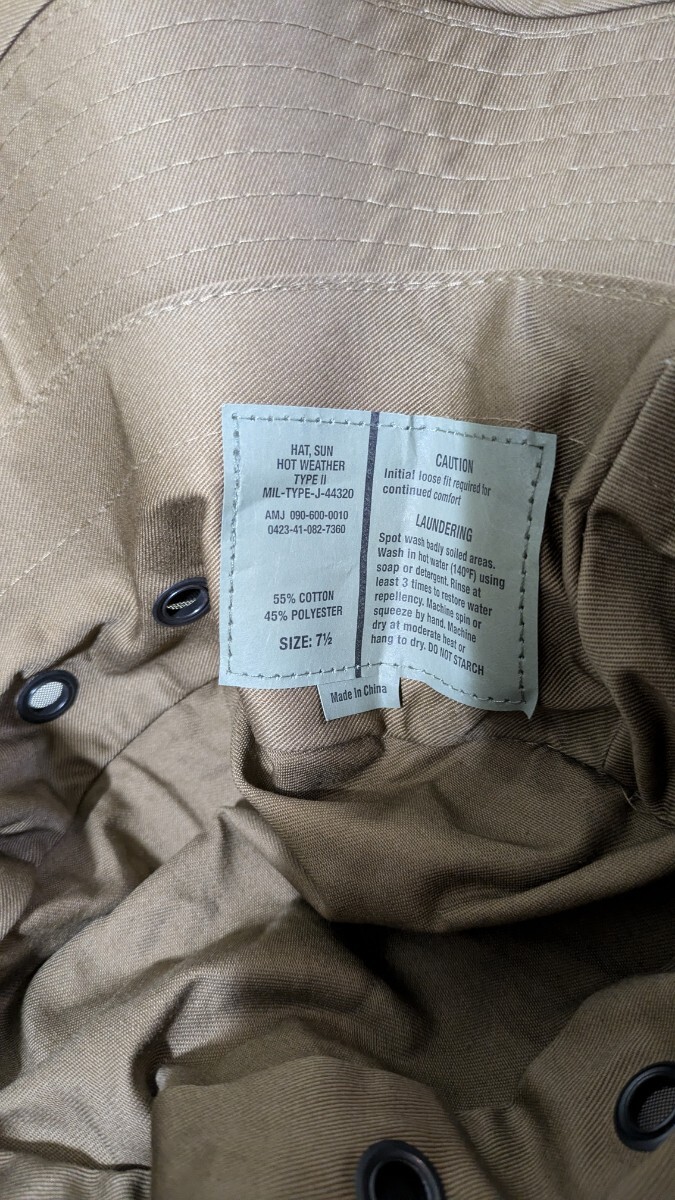 HAT, SUN
HOT WEATHER
TYPE II
MIL-TYPE-J-44320
AMJ 090-600-0010
0423-41-082-7360
55% COTTON
45% POLYESTER
SIZE: 7½
CAUTION
Initial loose fit required for
continued comfort
LAUNDERING
Spot wash badly soiled areas.
Wash in hot water (140°F) using
soap or detergent. Rinse at
least 3 times to restore water
repellency. Machine spin or
squeeze by hand. Machine
dry at moderate heat or
hang to dry. DO NOT STARCH
Made in China